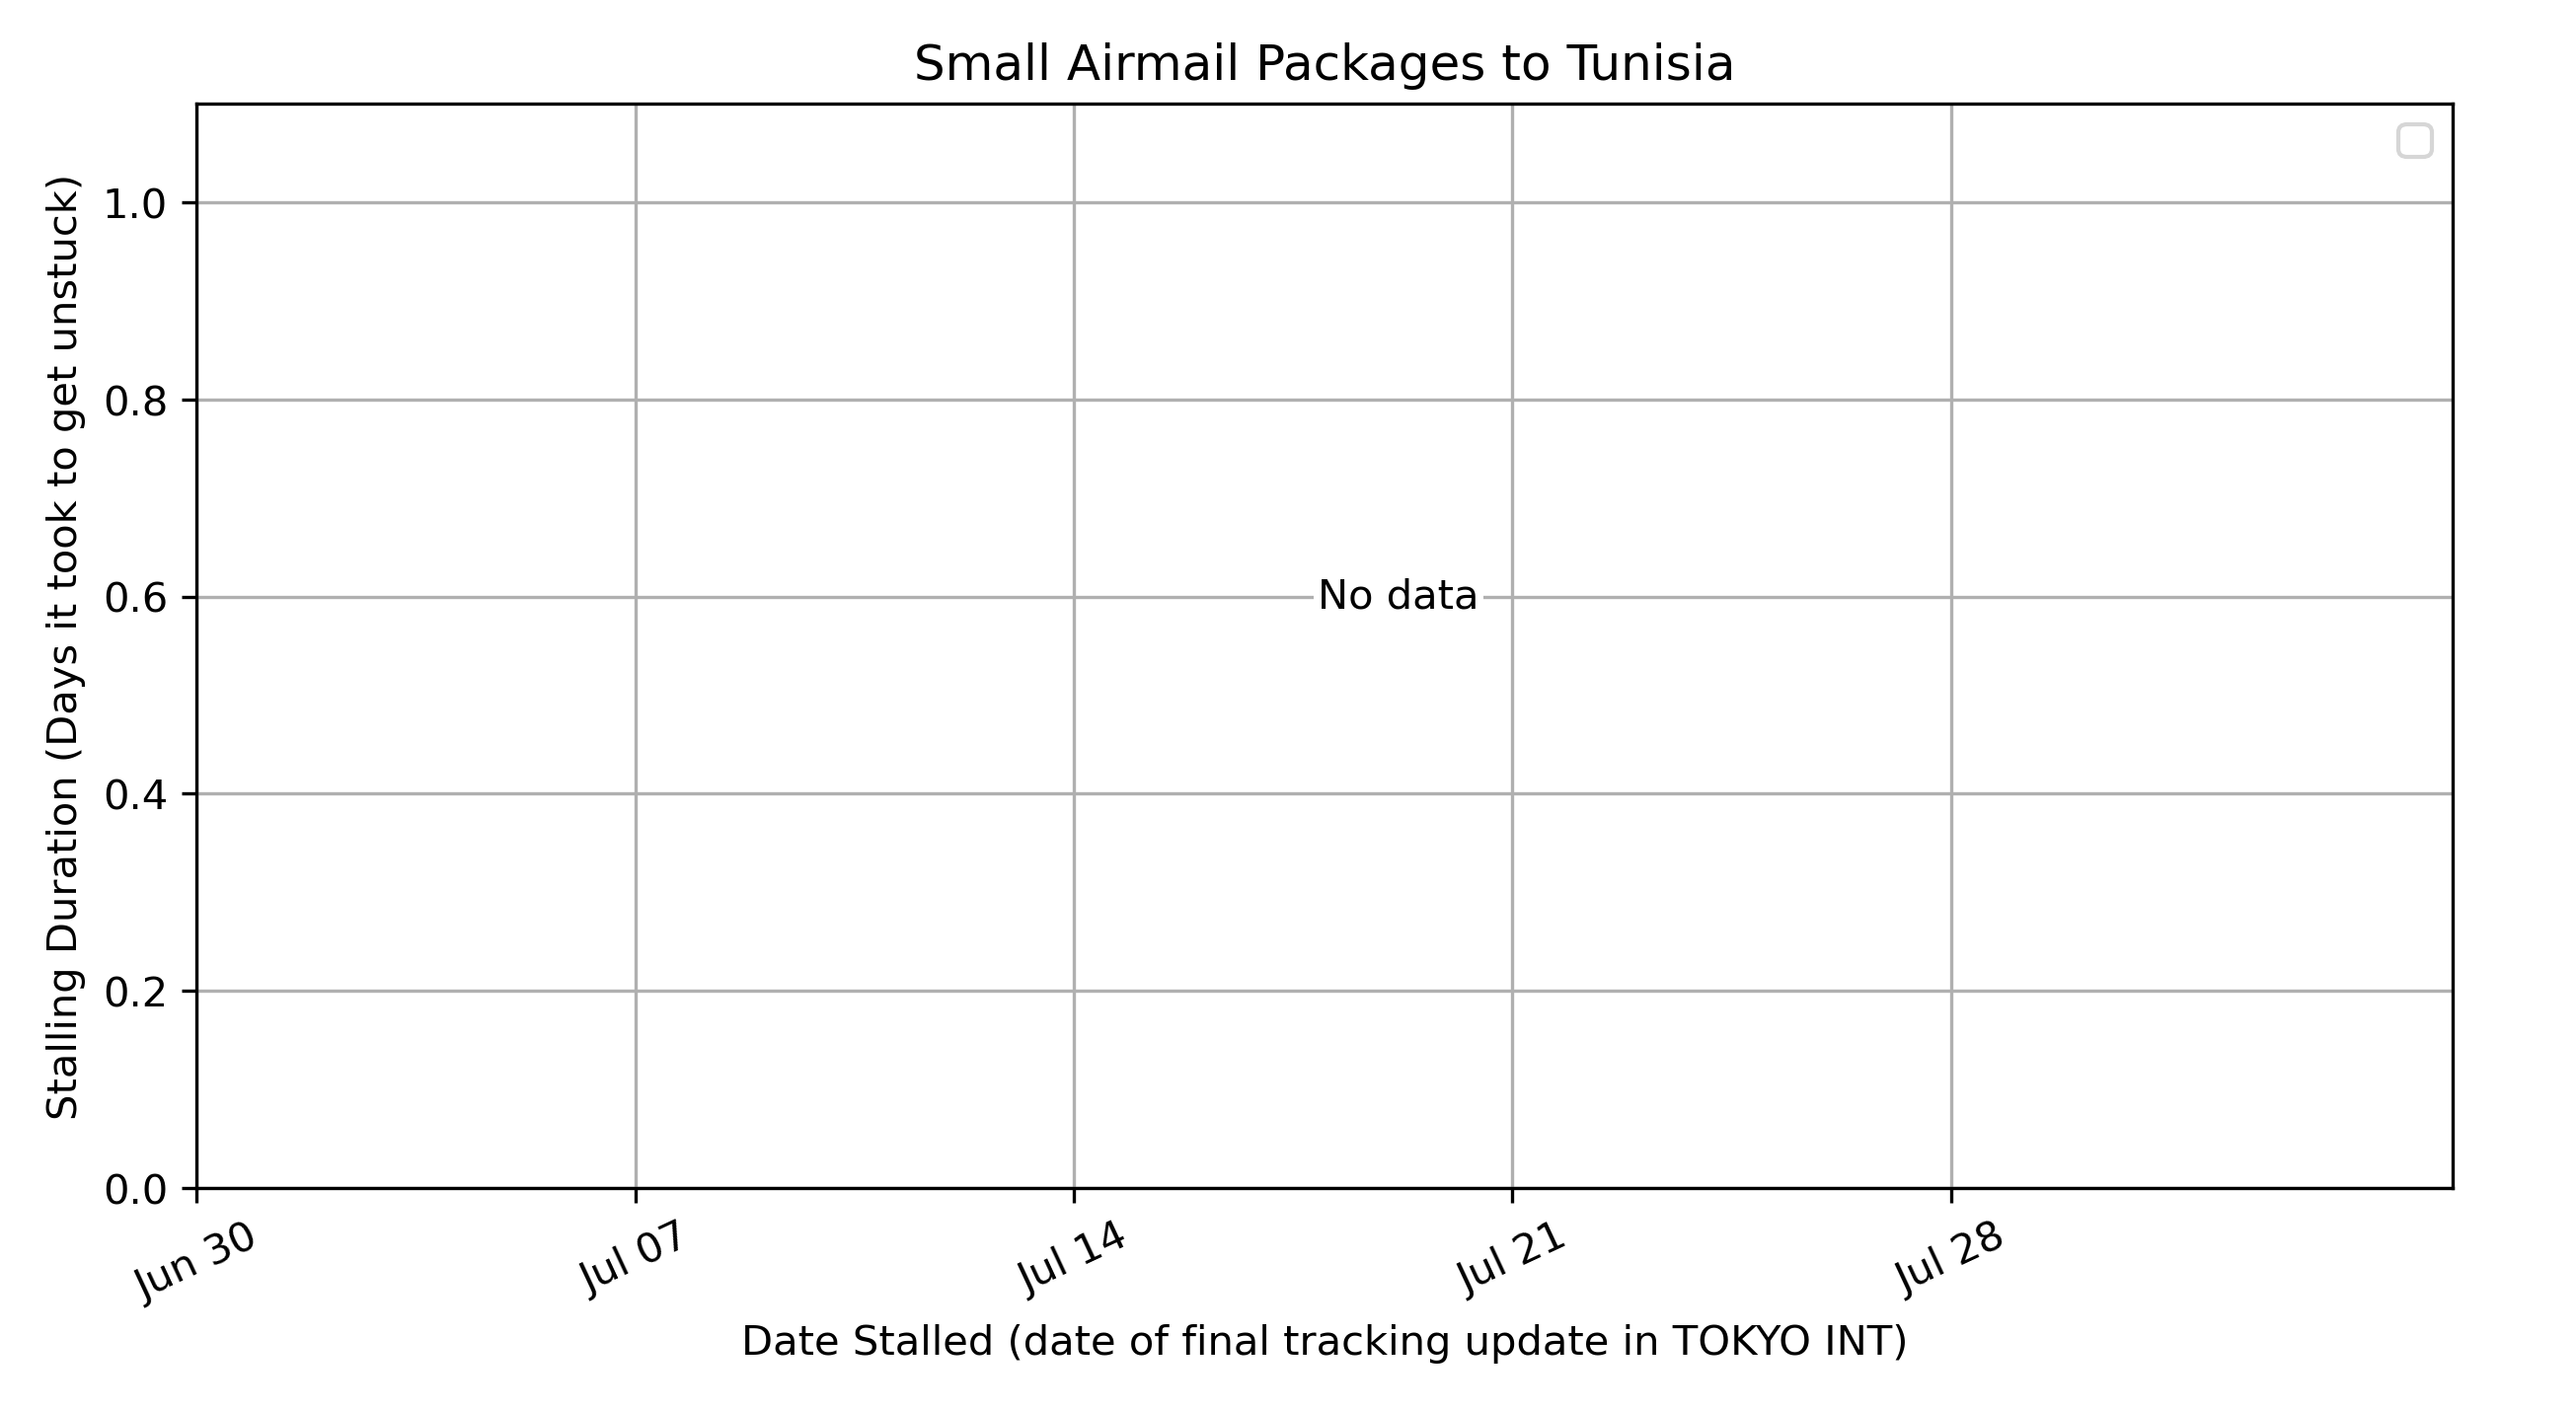 Small Airmail Packages to Tunisia
Stalling Duration (Days it took to get unstuck)
1.0
0.8
0.6
0.4
0.2
0.0
No data
Jun 30
Jul 07
Jul 14
Jul 21
Jul 28
Date Stalled (date of final tracking update in TOKYO INT)